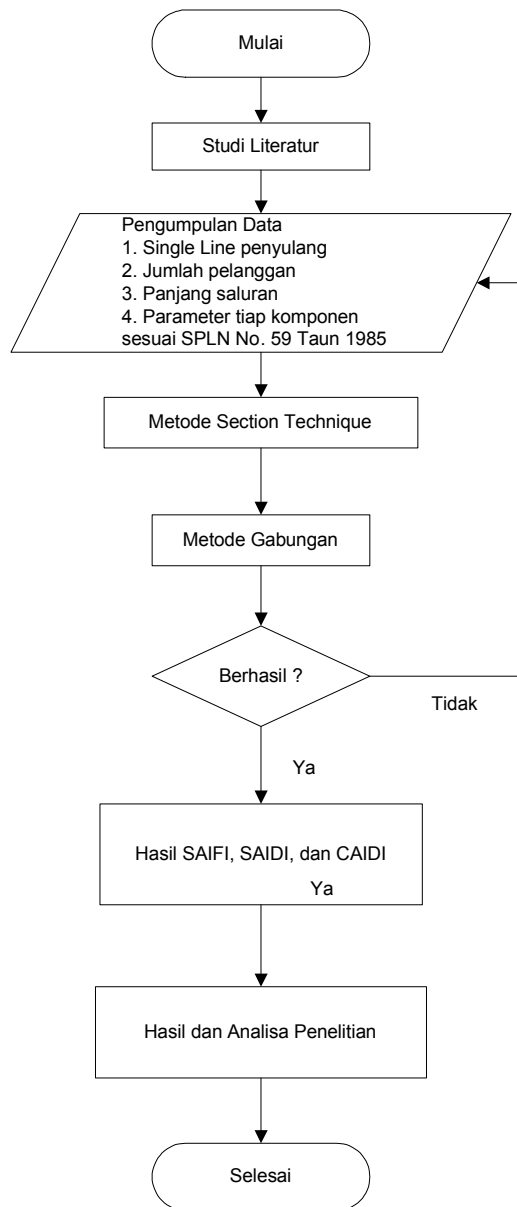 Mulai
Studi Literatur
Pengumpulan Data
1. Single Line penyulang
2. Jumlah pelanggan
3. Panjang saluran
4. Parameter tiap komponen
sesuai SPLN No. 59 Taun 1985
Metode Section Technique
Metode Gabungan
Berhasil ?
Tidak
Ya
Hasil SAIFI, SAIDI, dan CAIDI
Ya
Hasil dan Analisa Penelitian
Selesai